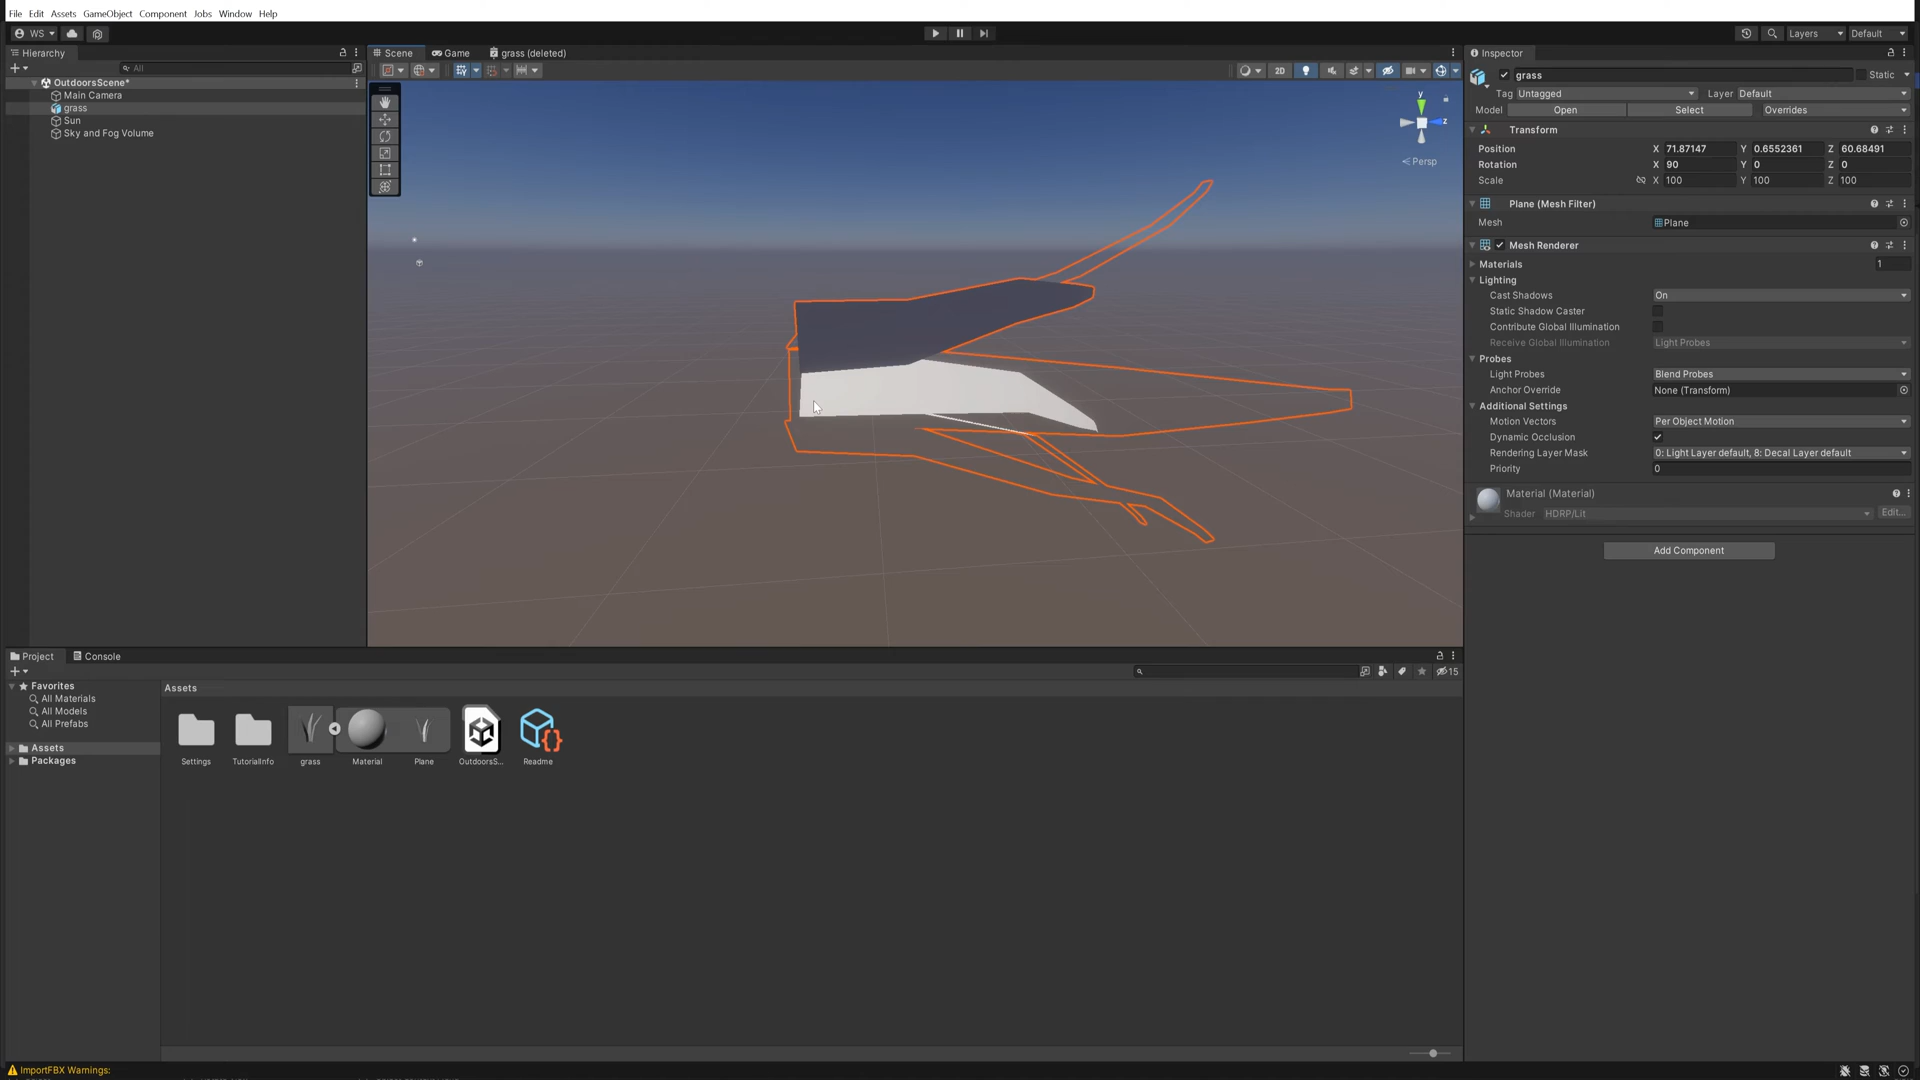 File Edit Assets GameObject Component Jobs Window Help
WS Layers Default
Hierarchy
All
OutdoorsScene*
Main Camera
grass
Sun
Sky and Fog Volume
Scene Game grass (deleted)
2D
y
z
Persp
Inspector
grass Static
Tag Untagged Layer Default
Model Open Select Overrides
Transform
Position X 71.87147 Y 0.6552361 Z 60.68491
Rotation X 90 Y 0 Z 0
Scale X 100 Y 100 Z 100
Plane (Mesh Filter)
Mesh Plane
Mesh Renderer
Materials 1
Lighting
Cast Shadows On
Static Shadow Caster
Contribute Global Illumination
Receive Global Illumination Light Probes
Probes
Light Probes Blend Probes
Anchor Override None (Transform)
Additional Settings
Motion Vectors Per Object Motion
Dynamic Occlusion
Rendering Layer Mask 0: Light Layer default, 8: Decal Layer default
Priority 0
Material (Material)
Shader HDRP/Lit Edit...
Add Component
Project Console
15
Favorites
All Materials
All Models
All Prefabs
Assets
Packages
Assets
Settings TutorialInfo grass Material Plane OutdoorsS... Readme
ImportFBX Warnings: